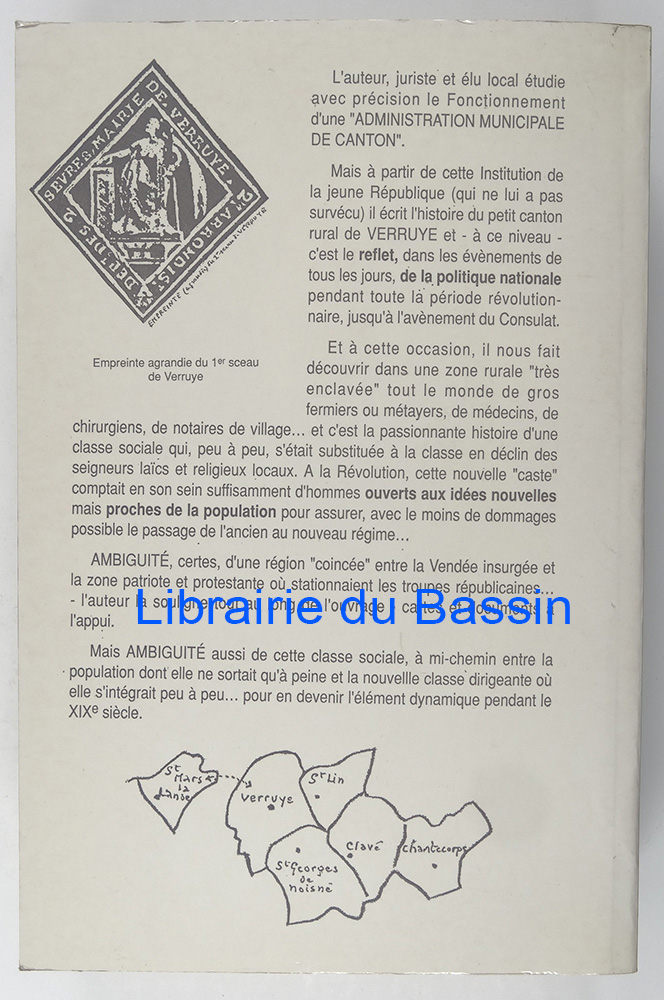 DEPT DES 2 SEVRES. MAIRIE DE VERRUYE. 2e ARRONDIST
EMPREINTE
Empreinte agrandie du 1er sceau
de Verruye
L'auteur, juriste et élu local étudie
avec précision le Fonctionnement
d'une "ADMINISTRATION MUNICIPALE
DE CANTON".
Mais à partir de cette Institution de
la jeune République (qui ne lui a pas
survécu) il écrit l'histoire du petit canton
rural de VERRUYE et - à ce niveau -
c'est le reflet, dans les évènements de
tous les jours, de la politique nationale
pendant toute la période révolution-
naire, jusqu'à l'avènement du Consulat.
Et à cette occasion, il nous fait
découvrir dans une zone rurale "très
enclavée" tout le monde de gros
fermiers ou métayers, de médecins, de
chirurgiens, de notaires de village... et c'est la passionnante histoire d'une
classe sociale qui, peu à peu, s'était substituée à la classe en déclin des
seigneurs laïcs et religieux locaux. A la Révolution, cette nouvelle "caste"
comptait en son sein suffisamment d'hommes ouverts aux idées nouvelles
mais proches de la population pour assurer, avec le moins de dommages
possible le passage de l'ancien au nouveau régime...
AMBIGUITÉ, certes, d'une région "coincée" entre la Vendée insurgée et
la zone patriote et protestante où stationnaient les troupes républicaines...
- l'auteur la souligne tout au long de l'ouvrage - cartes et documents à
l'appui.
Librairie du Bassin
Mais AMBIGUITÉ aussi de cette classe sociale, à mi-chemin entre la
population dont elle ne sortait qu'à peine et la nouvellle classe dirigeante où
elle s'intégrait peu à peu... pour en devenir l'élément dynamique pendant le
XIXe siècle.
St
Mars
la
Lande
Verruye
St Lin
Clavé
Chantecorps
St Georges
de
Noisné